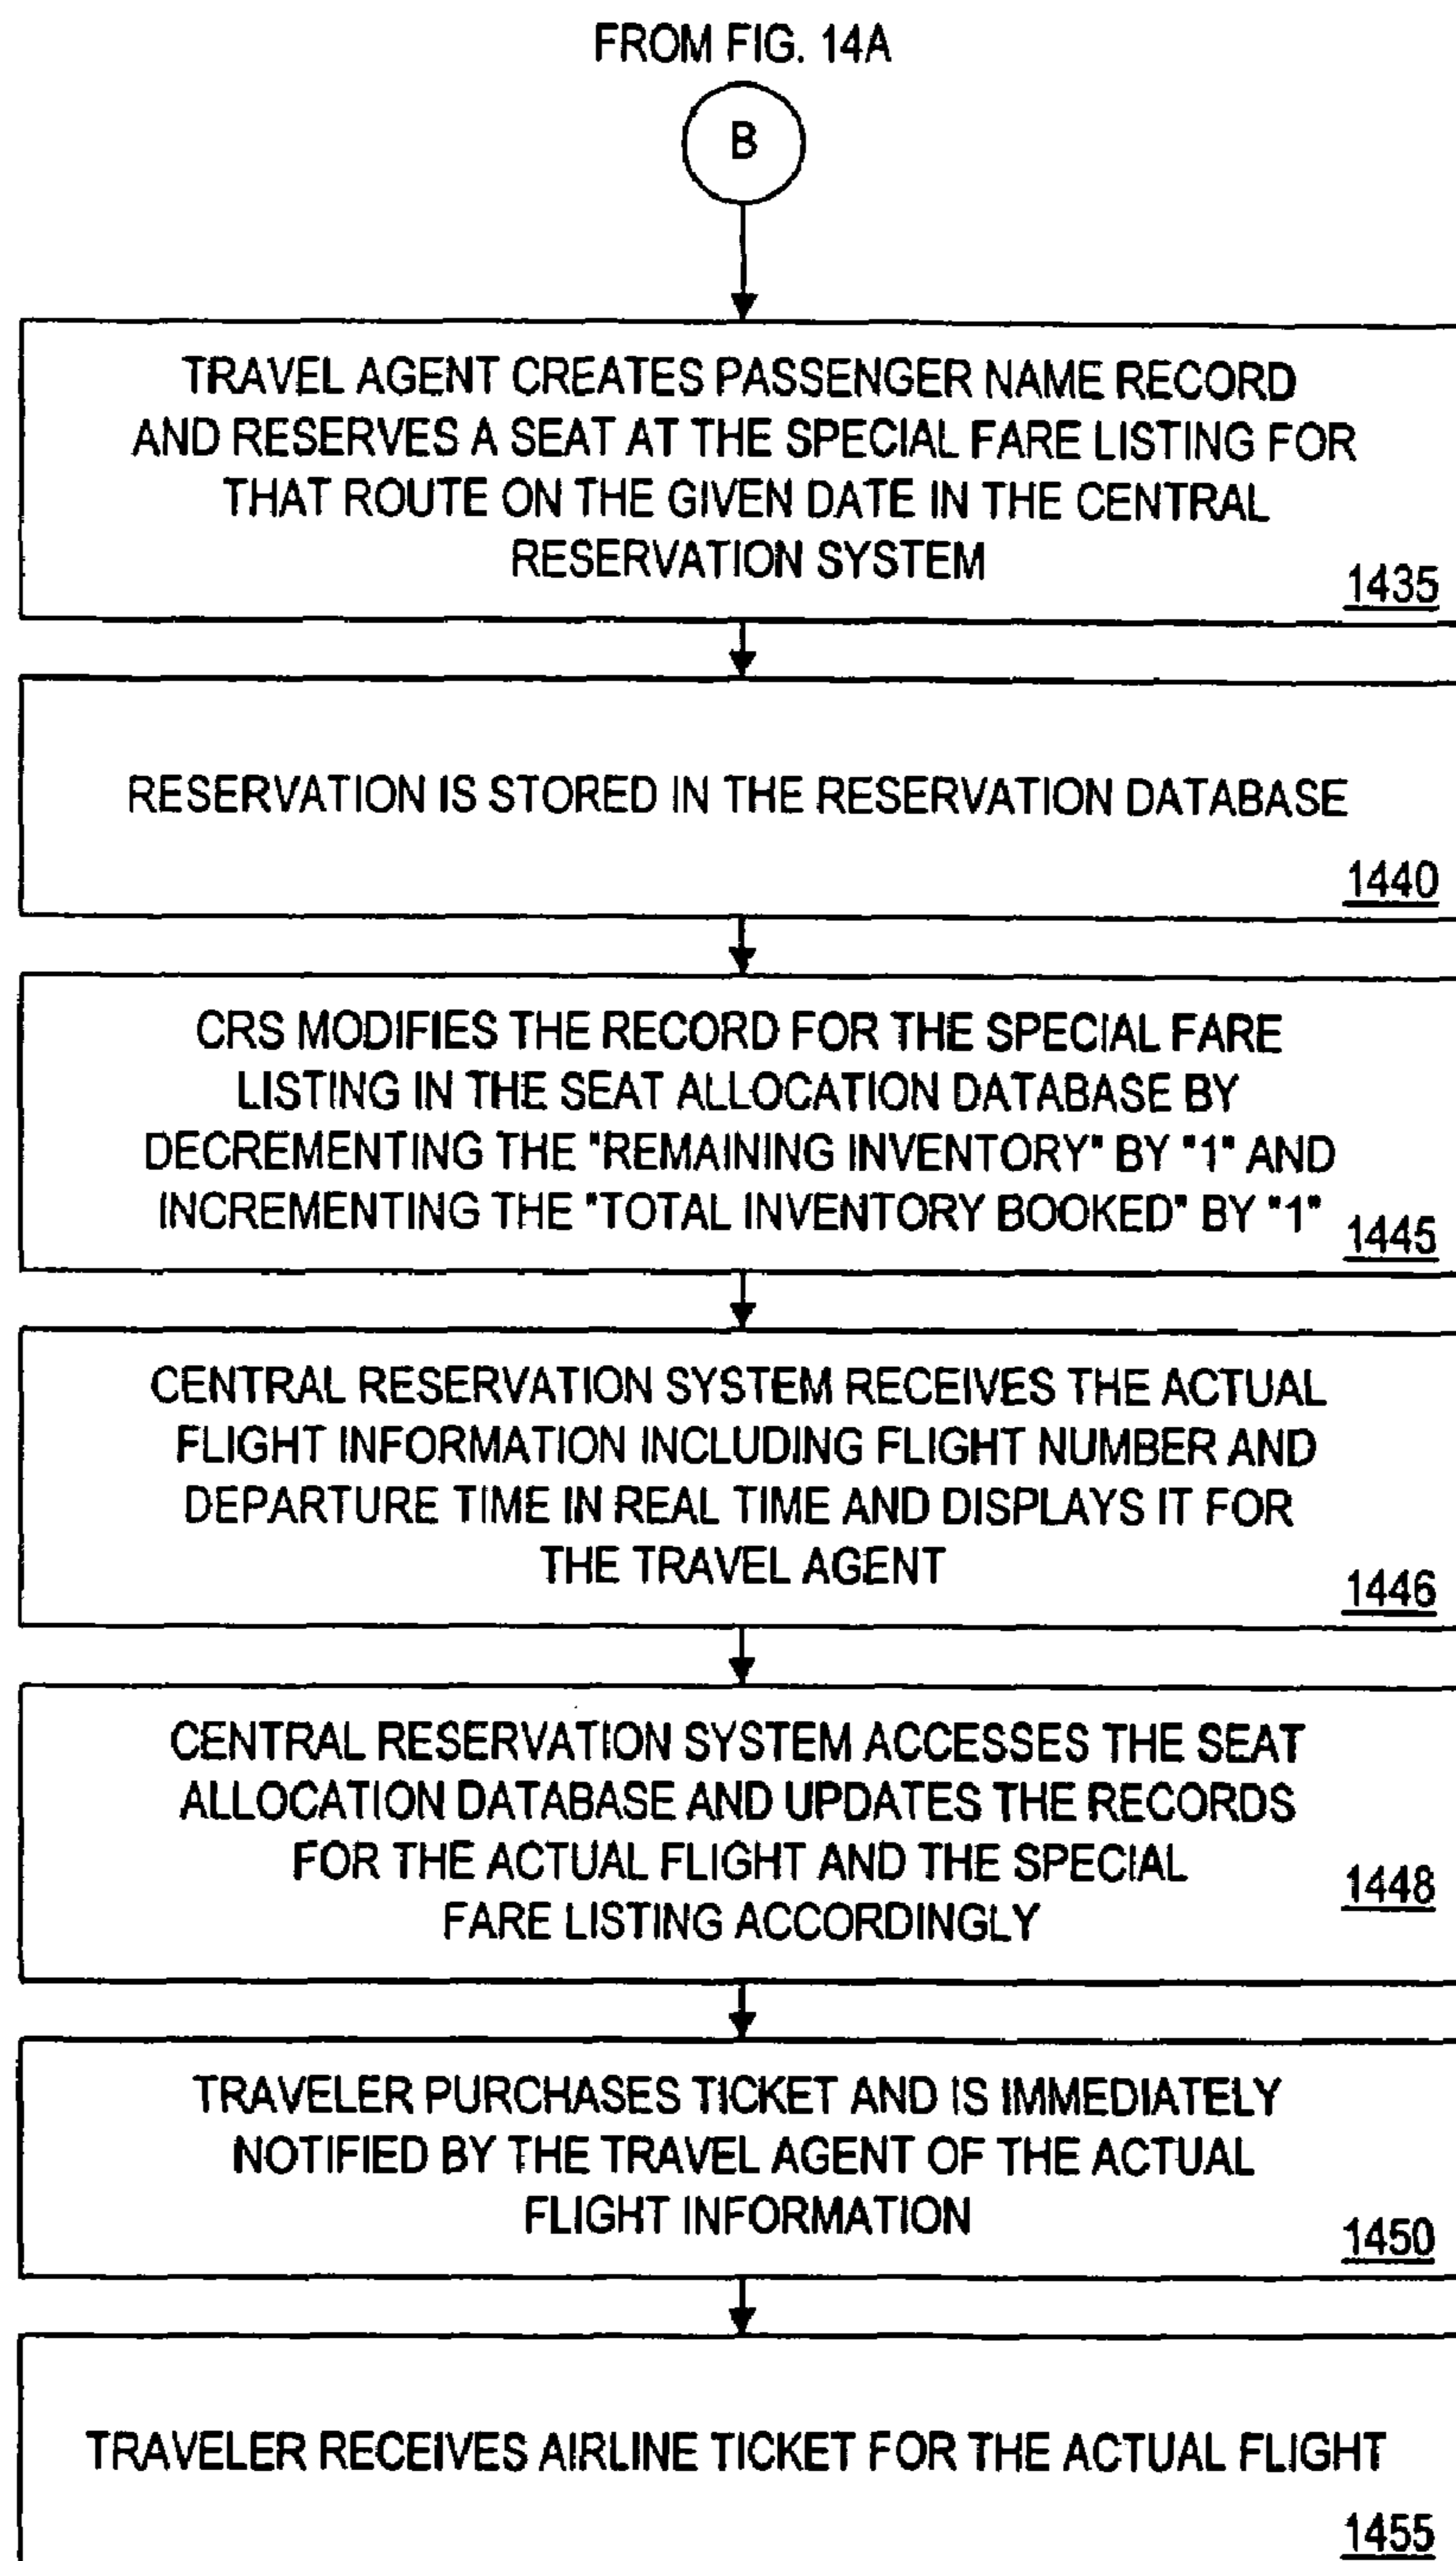 FROM FIG. 14A
B
TRAVEL AGENT CREATES PASSENGER NAME RECORD
AND RESERVES A SEAT AT THE SPECIAL FARE LISTING FOR
THAT ROUTE ON THE GIVEN DATE IN THE CENTRAL
RESERVATION SYSTEM
1435
RESERVATION IS STORED IN THE RESERVATION DATABASE
1440
CRS MODIFIES THE RECORD FOR THE SPECIAL FARE
LISTING IN THE SEAT ALLOCATION DATABASE BY
DECREMENTING THE "REMAINING INVENTORY" BY "1" AND
INCREMENTING THE "TOTAL INVENTORY BOOKED" BY "1"
1445
CENTRAL RESERVATION SYSTEM RECEIVES THE ACTUAL
FLIGHT INFORMATION INCLUDING FLIGHT NUMBER AND
DEPARTURE TIME IN REAL TIME AND DISPLAYS IT FOR
THE TRAVEL AGENT
1446
CENTRAL RESERVATION SYSTEM ACCESSES THE SEAT
ALLOCATION DATABASE AND UPDATES THE RECORDS
FOR THE ACTUAL FLIGHT AND THE SPECIAL
FARE LISTING ACCORDINGLY
1448
TRAVELER PURCHASES TICKET AND IS IMMEDIATELY
NOTIFIED BY THE TRAVEL AGENT OF THE ACTUAL
FLIGHT INFORMATION
1450
TRAVELER RECEIVES AIRLINE TICKET FOR THE ACTUAL FLIGHT
1455